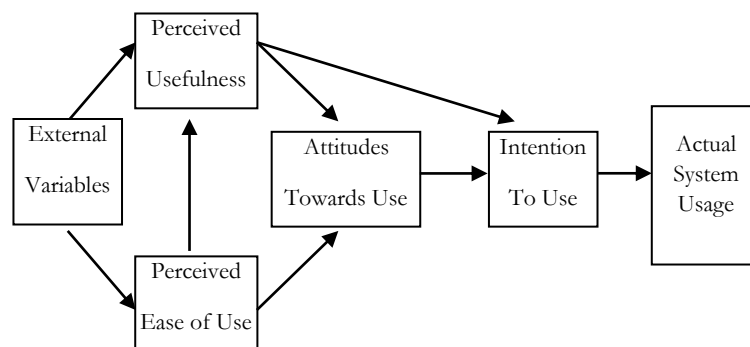 Perceived
Usefulness
External
Variables
Attitudes
Towards Use
Intention
To Use
Actual
System
Usage
Perceived
Ease of Use